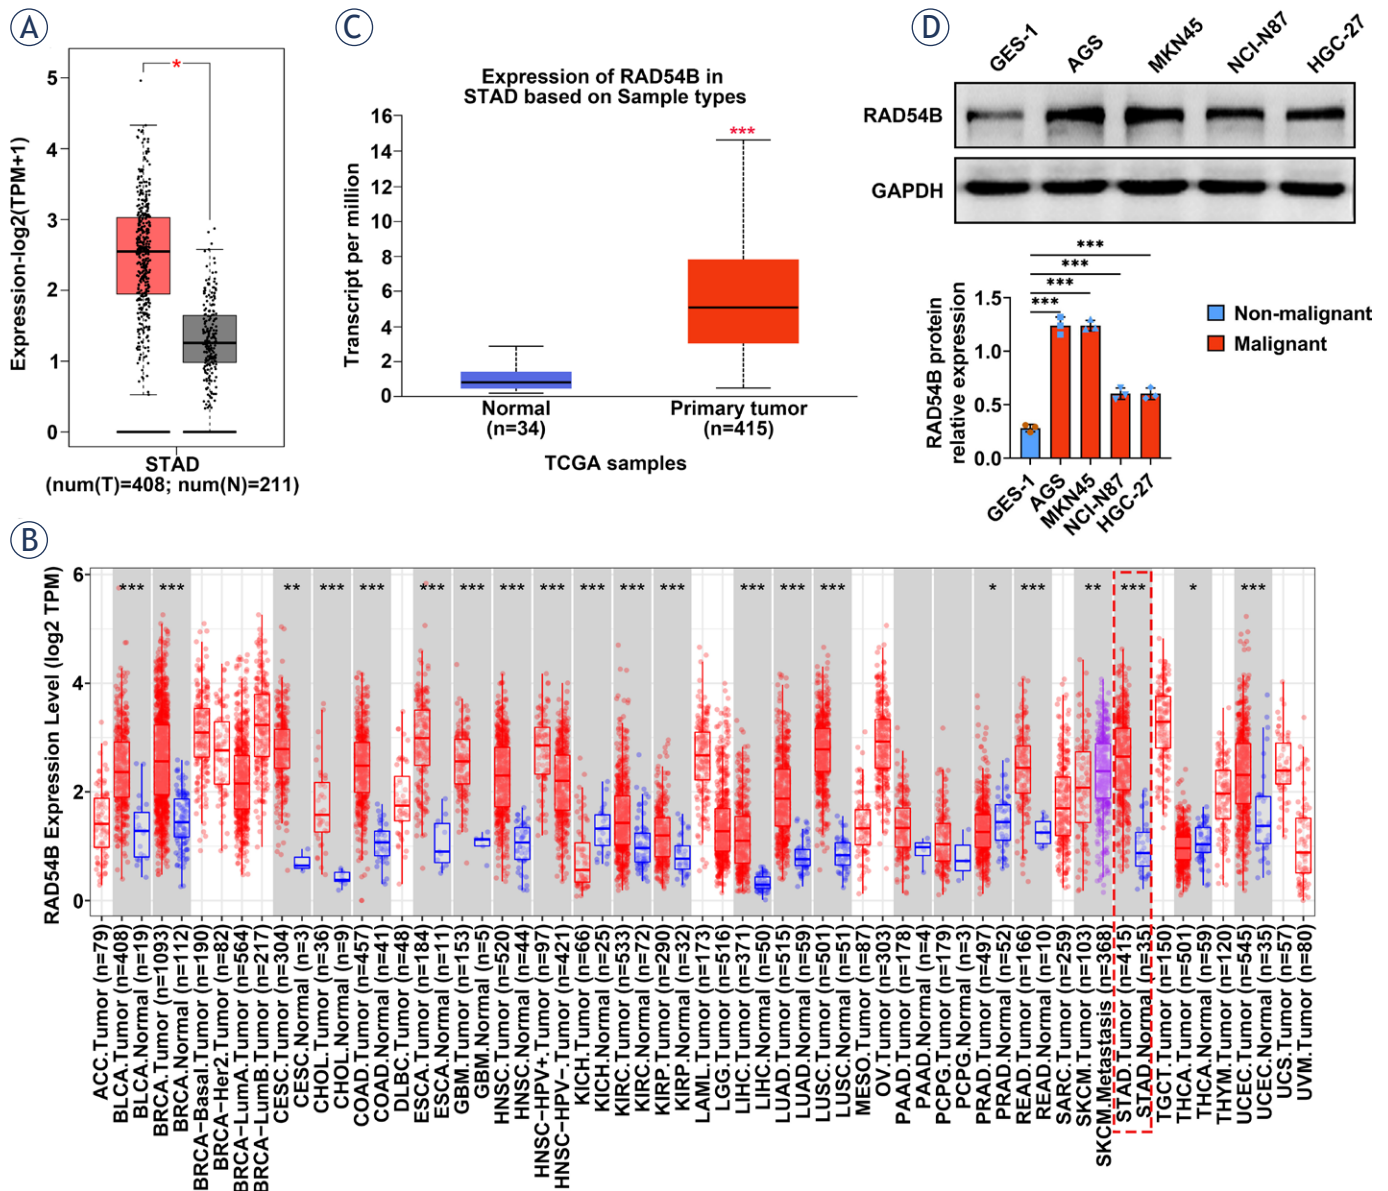 A
Expression-log2(TPM+1)
5
4
3
2
1
0
*
STAD
(num(T)=408; num(N)=211)
C
Expression of RAD54B in
STAD based on Sample types
Transcript per million
16
14
12
10
8
6
4
2
0
***
Normal
(n=34)
Primary tumor
(n=415)
TCGA samples
D
GES-1
AGS
MKN45
NCI-N87
HGC-27
RAD54B
GAPDH
RAD54B protein
relative expression
1.5
1.0
0.5
0.0
***
***
***
***
GES-1
AGS
MKN45
NCI-N87
HGC-27
Non-malignant
Malignant
B
RAD54B Expression Level (log2 TPM)
6
4
2
0
*** *** ** *** *** *** *** *** *** *** *** *** *** *** *** * *** ** *** * ***
ACC.Tumor (n=79)
BLCA.Tumor (n=408)
BLCA.Normal (n=19)
BRCA.Tumor (n=1093)
BRCA.Normal (n=112)
BRCA−Basal.Tumor (n=190)
BRCA−Her2.Tumor (n=82)
BRCA−LumA.Tumor (n=564)
BRCA−LumB.Tumor (n=217)
CESC.Tumor (n=304)
CESC.Normal (n=3)
CHOL.Tumor (n=36)
CHOL.Normal (n=9)
COAD.Tumor (n=457)
COAD.Normal (n=41)
DLBC.Tumor (n=48)
ESCA.Tumor (n=184)
ESCA.Normal (n=11)
GBM.Tumor (n=153)
GBM.Normal (n=5)
HNSC.Tumor (n=520)
HNSC.Normal (n=44)
HNSC−HPV+.Tumor (n=97)
HNSC−HPV−.Tumor (n=421)
KICH.Tumor (n=66)
KICH.Normal (n=25)
KIRC.Tumor (n=533)
KIRC.Normal (n=72)
KIRP.Tumor (n=290)
KIRP.Normal (n=32)
LAML.Tumor (n=173)
LGG.Tumor (n=516)
LIHC.Tumor (n=371)
LIHC.Normal (n=50)
LUAD.Tumor (n=515)
LUAD.Normal (n=59)
LUSC.Tumor (n=501)
LUSC.Normal (n=51)
MESO.Tumor (n=87)
OV.Tumor (n=303)
PAAD.Tumor (n=178)
PAAD.Normal (n=4)
PCPG.Tumor (n=179)
PCPG.Normal (n=3)
PRAD.Tumor (n=497)
PRAD.Normal (n=52)
READ.Tumor (n=166)
READ.Normal (n=10)
SARC.Tumor (n=259)
SKCM.Tumor (n=103)
SKCM.Metastasis (n=368)
STAD.Tumor (n=415)
STAD.Normal (n=35)
TGCT.Tumor (n=150)
THCA.Tumor (n=501)
THCA.Normal (n=59)
THYM.Tumor (n=120)
UCEC.Tumor (n=545)
UCEC.Normal (n=35)
UCS.Tumor (n=57)
UVM.Tumor (n=80)